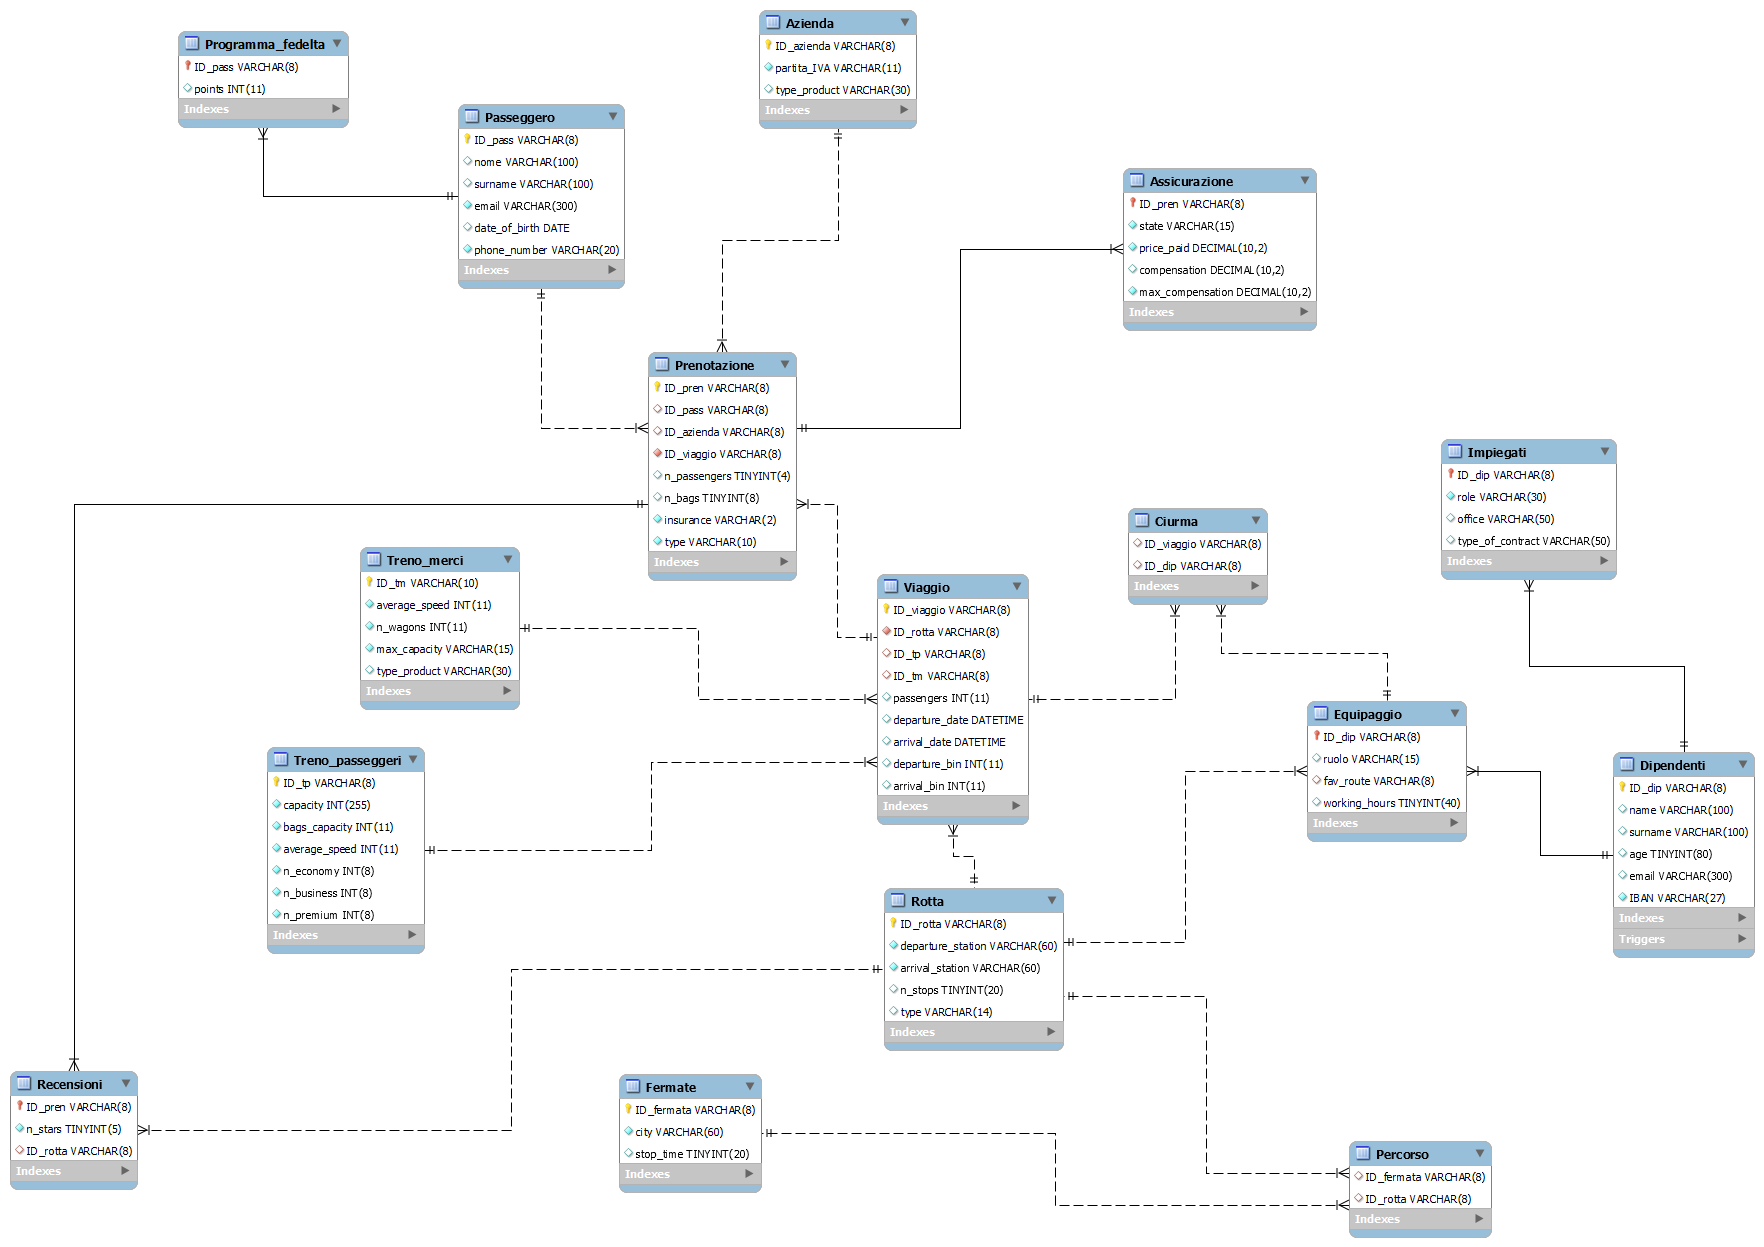 Programma_fedelta
ID_pass VARCHAR(8)
points INT(11)
Indexes
Passeggero
ID_pass VARCHAR(8)
nome VARCHAR(100)
surname VARCHAR(100)
email VARCHAR(300)
date_of_birth DATE
phone_number VARCHAR(20)
Indexes
Azienda
ID_azienda VARCHAR(8)
partita_IVA VARCHAR(11)
type_product VARCHAR(30)
Indexes
Assicurazione
ID_pren VARCHAR(8)
state VARCHAR(15)
price_paid DECIMAL(10,2)
compensation DECIMAL(10,2)
max_compensation DECIMAL(10,2)
Indexes
Prenotazione
ID_pren VARCHAR(8)
ID_pass VARCHAR(8)
ID_azienda VARCHAR(8)
ID_viaggio VARCHAR(8)
n_passengers TINYINT(4)
n_bags TINYINT(8)
insurance VARCHAR(2)
type VARCHAR(10)
Indexes
Impiegati
ID_dip VARCHAR(8)
role VARCHAR(30)
office VARCHAR(50)
type_of_contract VARCHAR(50)
Indexes
Ciurma
ID_viaggio VARCHAR(8)
ID_dip VARCHAR(8)
Indexes
Treno_merci
ID_tm VARCHAR(10)
average_speed INT(11)
n_wagons INT(11)
max_capacity VARCHAR(15)
type_product VARCHAR(30)
Indexes
Viaggio
ID_viaggio VARCHAR(8)
ID_rotta VARCHAR(8)
ID_tp VARCHAR(8)
ID_tm VARCHAR(8)
passengers INT(11)
departure_date DATETIME
arrival_date DATETIME
departure_bin INT(11)
arrival_bin INT(11)
Indexes
Equipaggio
ID_dip VARCHAR(8)
ruolo VARCHAR(15)
fav_route VARCHAR(8)
working_hours TINYINT(40)
Indexes
Treno_passeggeri
ID_tp VARCHAR(8)
capacity INT(255)
bags_capacity INT(11)
average_speed INT(11)
n_economy INT(8)
n_business INT(8)
n_premium INT(8)
Indexes
Dipendenti
ID_dip VARCHAR(8)
name VARCHAR(100)
surname VARCHAR(100)
age TINYINT(80)
email VARCHAR(300)
IBAN VARCHAR(27)
Indexes
Triggers
Rotta
ID_rotta VARCHAR(8)
departure_station VARCHAR(60)
arrival_station VARCHAR(60)
n_stops TINYINT(20)
type VARCHAR(14)
Indexes
Recensioni
ID_pren VARCHAR(8)
n_stars TINYINT(5)
ID_rotta VARCHAR(8)
Indexes
Fermate
ID_fermata VARCHAR(8)
city VARCHAR(60)
stop_time TINYINT(20)
Indexes
Percorso
ID_fermata VARCHAR(8)
ID_rotta VARCHAR(8)
Indexes